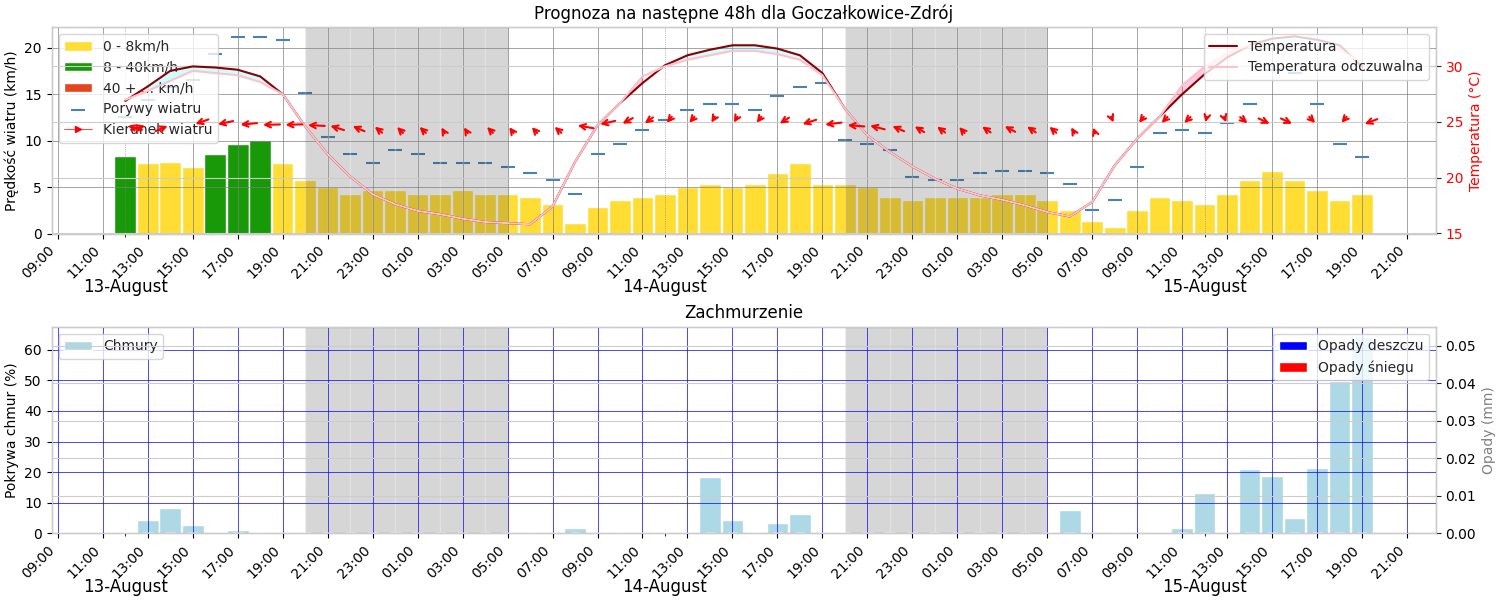 Prognoza na następne 48h dla Goczałkowice-Zdrój
Prędkość wiatru (km/h)
20
15
10
5
0
0 - 8km/h
8 - 40km/h
40 + ... km/h
Porywy wiatru
Kierunek wiatru
Temperatura
Temperatura odczuwalna
30
25
20
15
Temperatura (°C)
09:00 11:00 13:00 15:00 17:00 19:00 21:00 23:00 01:00 03:00 05:00 07:00 09:00 11:00 13:00 15:00 17:00 19:00 21:00 23:00 01:00 03:00 05:00 07:00 09:00 11:00 13:00 15:00 17:00 19:00 21:00
13-August 14-August 15-August
Zachmurzenie
Pokrywa chmur (%)
60
50
40
30
20
10
0
Chmury
Opady deszczu
Opady śniegu
0.05
0.04
0.03
0.02
0.01
0.00
Opady (mm)
09:00 11:00 13:00 15:00 17:00 19:00 21:00 23:00 01:00 03:00 05:00 07:00 09:00 11:00 13:00 15:00 17:00 19:00 21:00 23:00 01:00 03:00 05:00 07:00 09:00 11:00 13:00 15:00 17:00 19:00 21:00
13-August 14-August 15-August